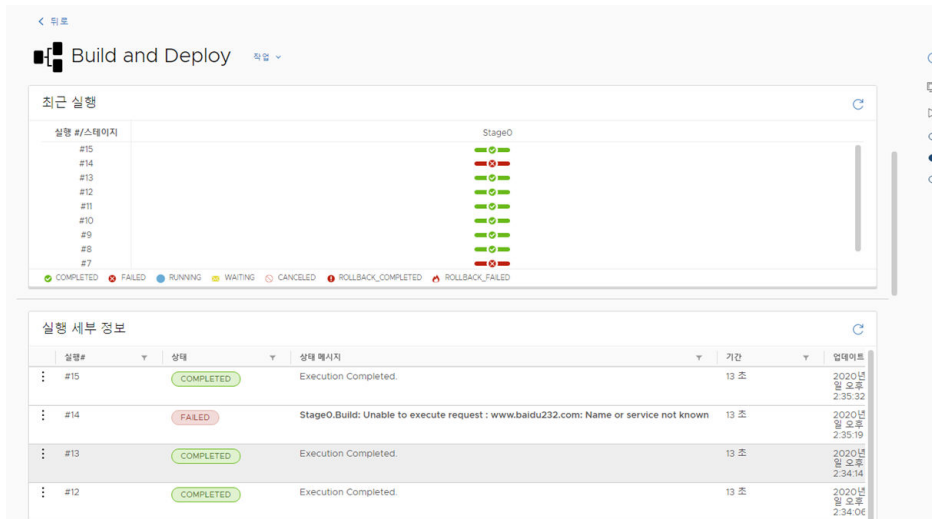 뒤로
Build and Deploy 작업
최근 실행
실행 #/스테이지 Stage0
#15
#14
#13
#12
#11
#10
#9
#8
#7
COMPLETED FAILED RUNNING WAITING CANCELED ROLLBACK_COMPLETED ROLLBACK_FAILED
실행 세부 정보
실행# 상태 상태 메시지 기간 업데이트
#15 COMPLETED Execution Completed. 13 초 2020년
일 오후
2:35:32
#14 FAILED Stage0.Build: Unable to execute request : www.baidu232.com: Name or service not known 13 초 2020년
일 오후
2:35:19
#13 COMPLETED Execution Completed. 13 초 2020년
일 오후
2:34:14
#12 COMPLETED Execution Completed. 13 초 2020년
일 오후
2:34:06